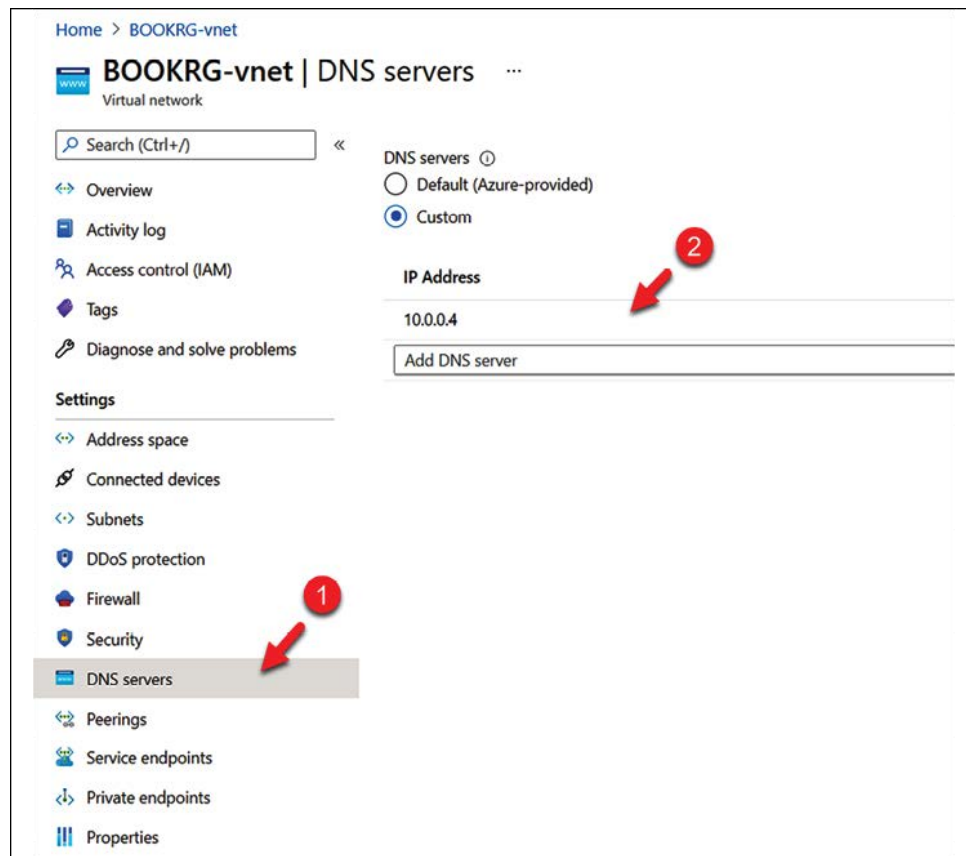 Home > BOOKRG-vnet
BOOKRG-vnet | DNS servers ...
www
Virtual network
Search (Ctrl+/) «
Overview
Activity log
Access control (IAM)
Tags
Diagnose and solve problems
Settings
Address space
Connected devices
Subnets
DDoS protection
Firewall
1
Security
DNS servers
Peerings
Service endpoints
Private endpoints
Properties
DNS servers
Default (Azure-provided)
Custom
2
IP Address
10.0.0.4
Add DNS server